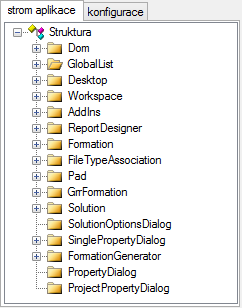 strom aplikace konfigurace
Struktura
Dom
GlobalList
Desktop
Workspace
AddIns
ReportDesigner
Formation
FileTypeAssociation
Pad
GrrFormation
Solution
SolutionOptionsDialog
SinglePropertyDialog
FormationGenerator
PropertyDialog
ProjectPropertyDialog